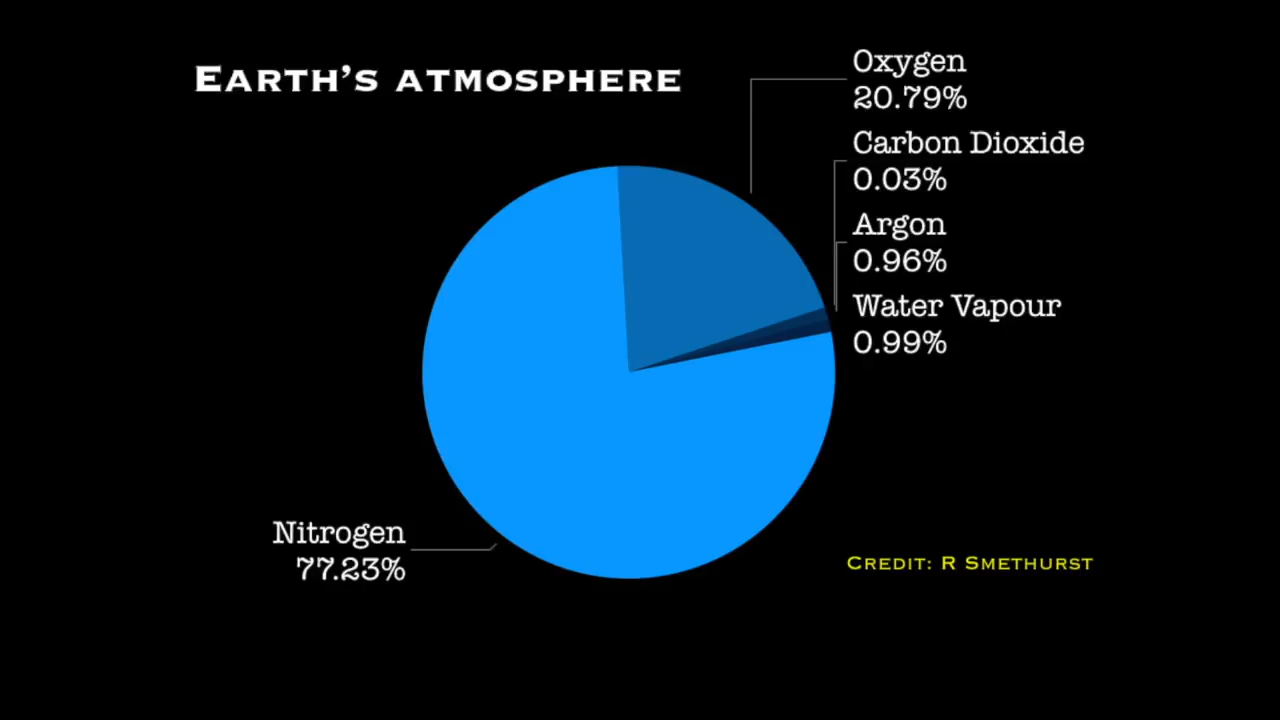 Earth's atmosphere
Oxygen
20.79%
Carbon Dioxide
0.03%
Argon
0.96%
Water Vapour
0.99%
Nitrogen
77.23%
Credit: R Smethurst